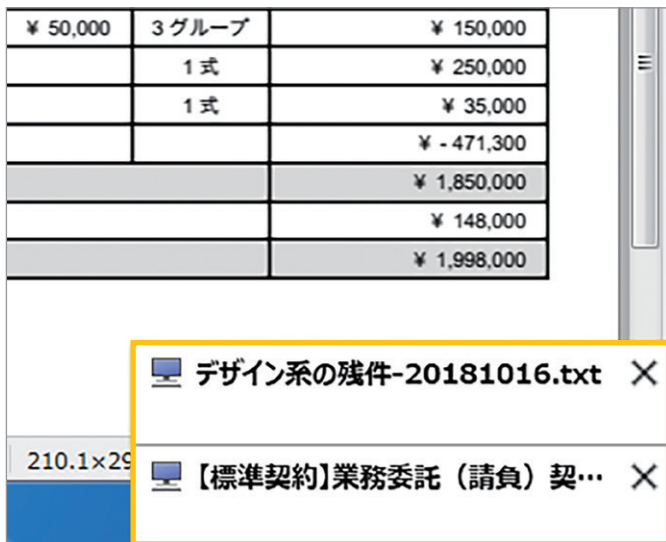 ¥ 50,000 3グループ ¥ 150,000
1式 ¥ 250,000
1式 ¥ 35,000
¥ - 471,300
¥ 1,850,000
¥ 148,000
¥ 1,998,000
デザイン系の残件-20181016.txt
210.1×29
【標準契約】業務委託（請負）契…